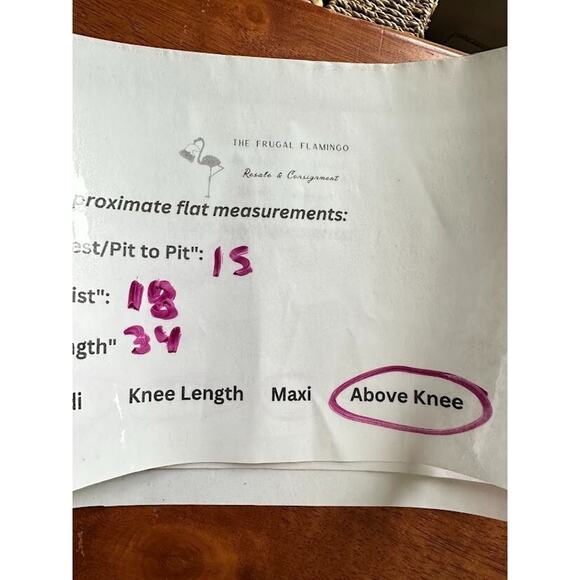 THE FRUGAL FLAMINGO
Resale & Consignment
proximate flat measurements:
est/Pit to Pit": 15
ist": 18
ngth" 34
di Knee Length Maxi Above Knee